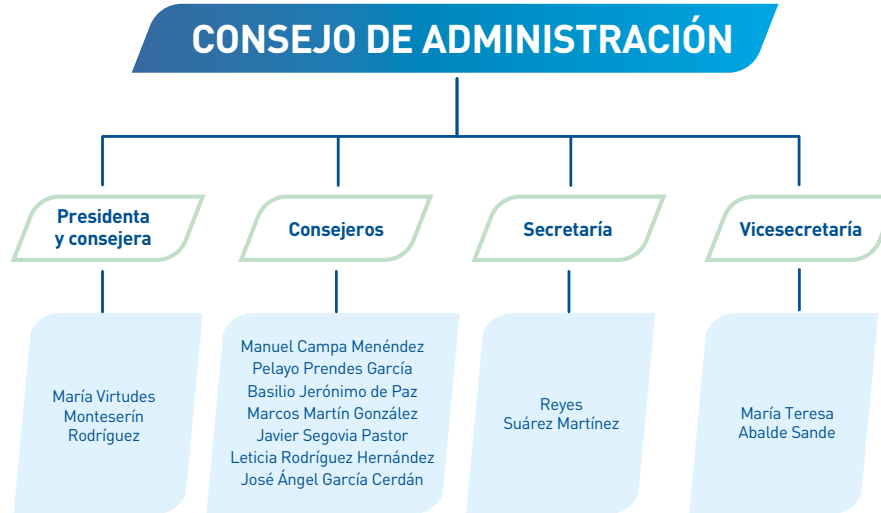 CONSEJO DE ADMINISTRACIÓN
Presidenta
y consejera
Consejeros
Secretaría
Vicesecretaría
María Virtudes
Monteserín
Rodríguez
Manuel Campa Menéndez
Pelayo Prendes García
Basilio Jerónimo de Paz
Marcos Martín González
Javier Segovia Pastor
Leticia Rodríguez Hernández
José Ángel García Cerdán
Reyes
Suárez Martínez
María Teresa
Abalde Sande